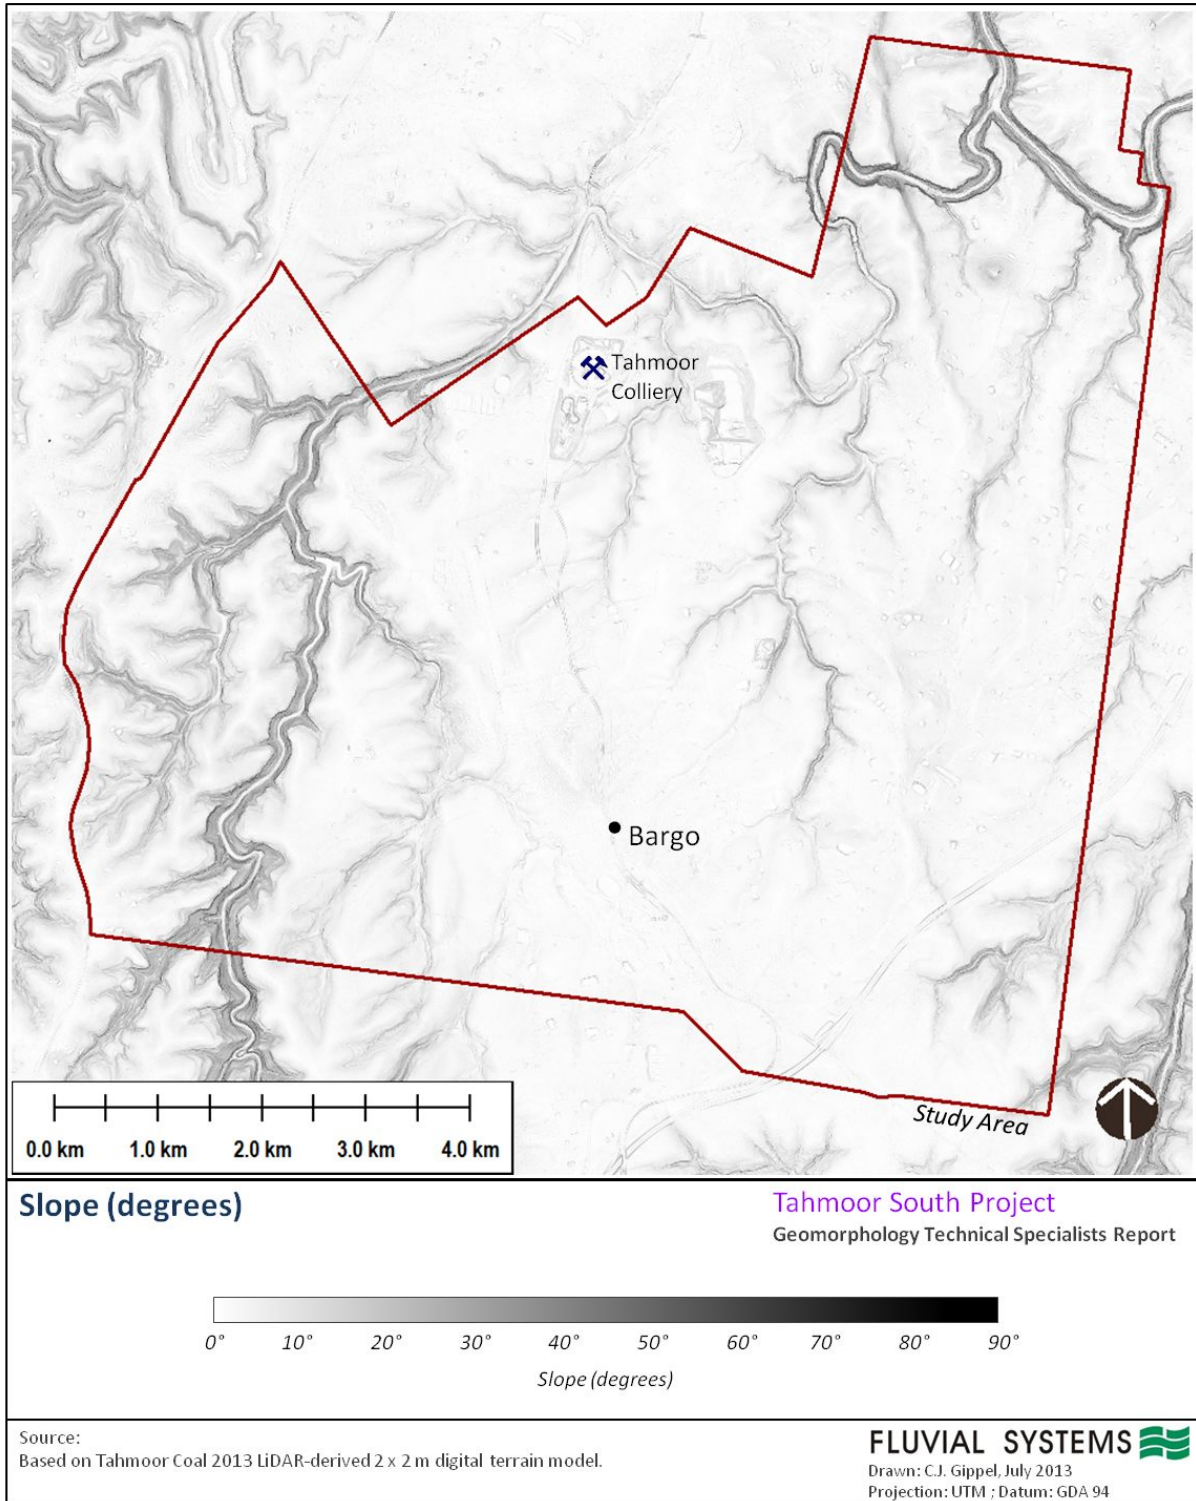 Tahmoor
Colliery
Bargo
Study Area
0.0 km 1.0 km 2.0 km 3.0 km 4.0 km
Slope (degrees)
Tahmoor South Project
Geomorphology Technical Specialists Report
0° 10° 20° 30° 40° 50° 60° 70° 80° 90°
Slope (degrees)
Source:
Based on Tahmoor Coal 2013 LiDAR-derived 2 x 2 m digital terrain model.
FLUVIAL SYSTEMS
Drawn: C.J. Gippel, July 2013
Projection: UTM ; Datum: GDA 94